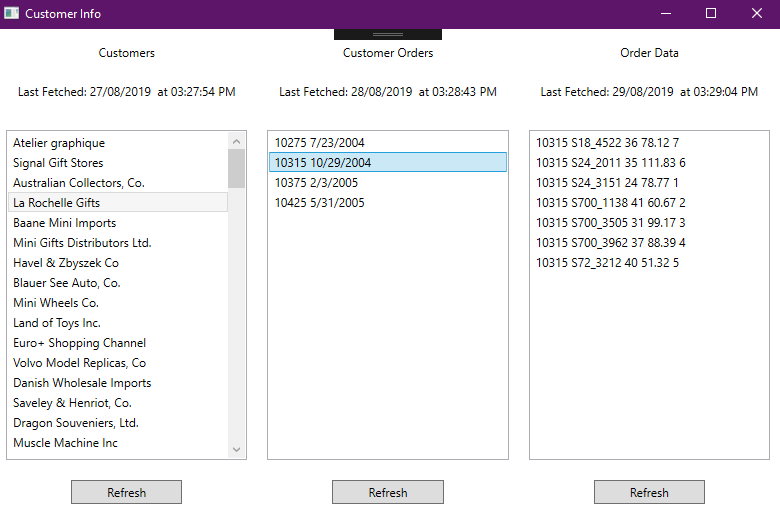 Customer Info
Customers
Last Fetched: 27/08/2019 at 03:27:54 PM
Atelier graphique
Signal Gift Stores
Australian Collectors, Co.
La Rochelle Gifts
Baane Mini Imports
Mini Gifts Distributors Ltd.
Havel & Zbyszek Co
Blauer See Auto, Co.
Mini Wheels Co.
Land of Toys Inc.
Euro+ Shopping Channel
Volvo Model Replicas, Co
Danish Wholesale Imports
Saveley & Henriot, Co.
Dragon Souveniers, Ltd.
Muscle Machine Inc
Refresh
Customer Orders
Last Fetched: 28/08/2019 at 03:28:43 PM
10275 7/23/2004
10315 10/29/2004
10375 2/3/2005
10425 5/31/2005
Refresh
Order Data
Last Fetched: 29/08/2019 at 03:29:04 PM
10315 S18_4522 36 78.12 7
10315 S24_2011 35 111.83 6
10315 S24_3151 24 78.77 1
10315 S700_1138 41 60.67 2
10315 S700_3505 31 99.17 3
10315 S700_3962 37 88.39 4
10315 S72_3212 40 51.32 5
Refresh